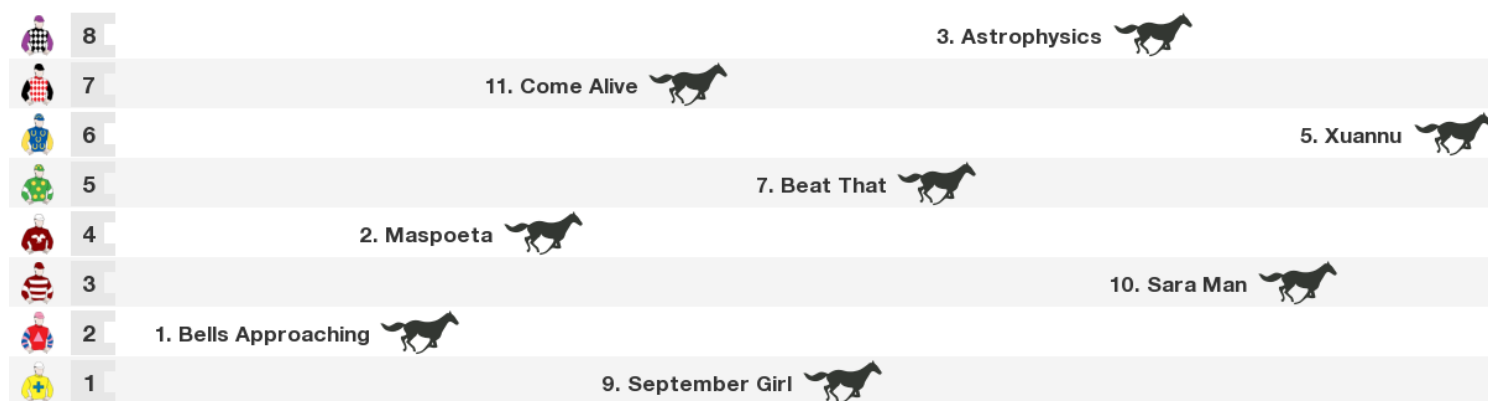 8 3. Astrophysics
7 11. Come Alive
6 5. Xuannu
5 7. Beat That
4 2. Maspoeta
3 10. Sara Man
2 1. Bells Approaching
1 9. September Girl